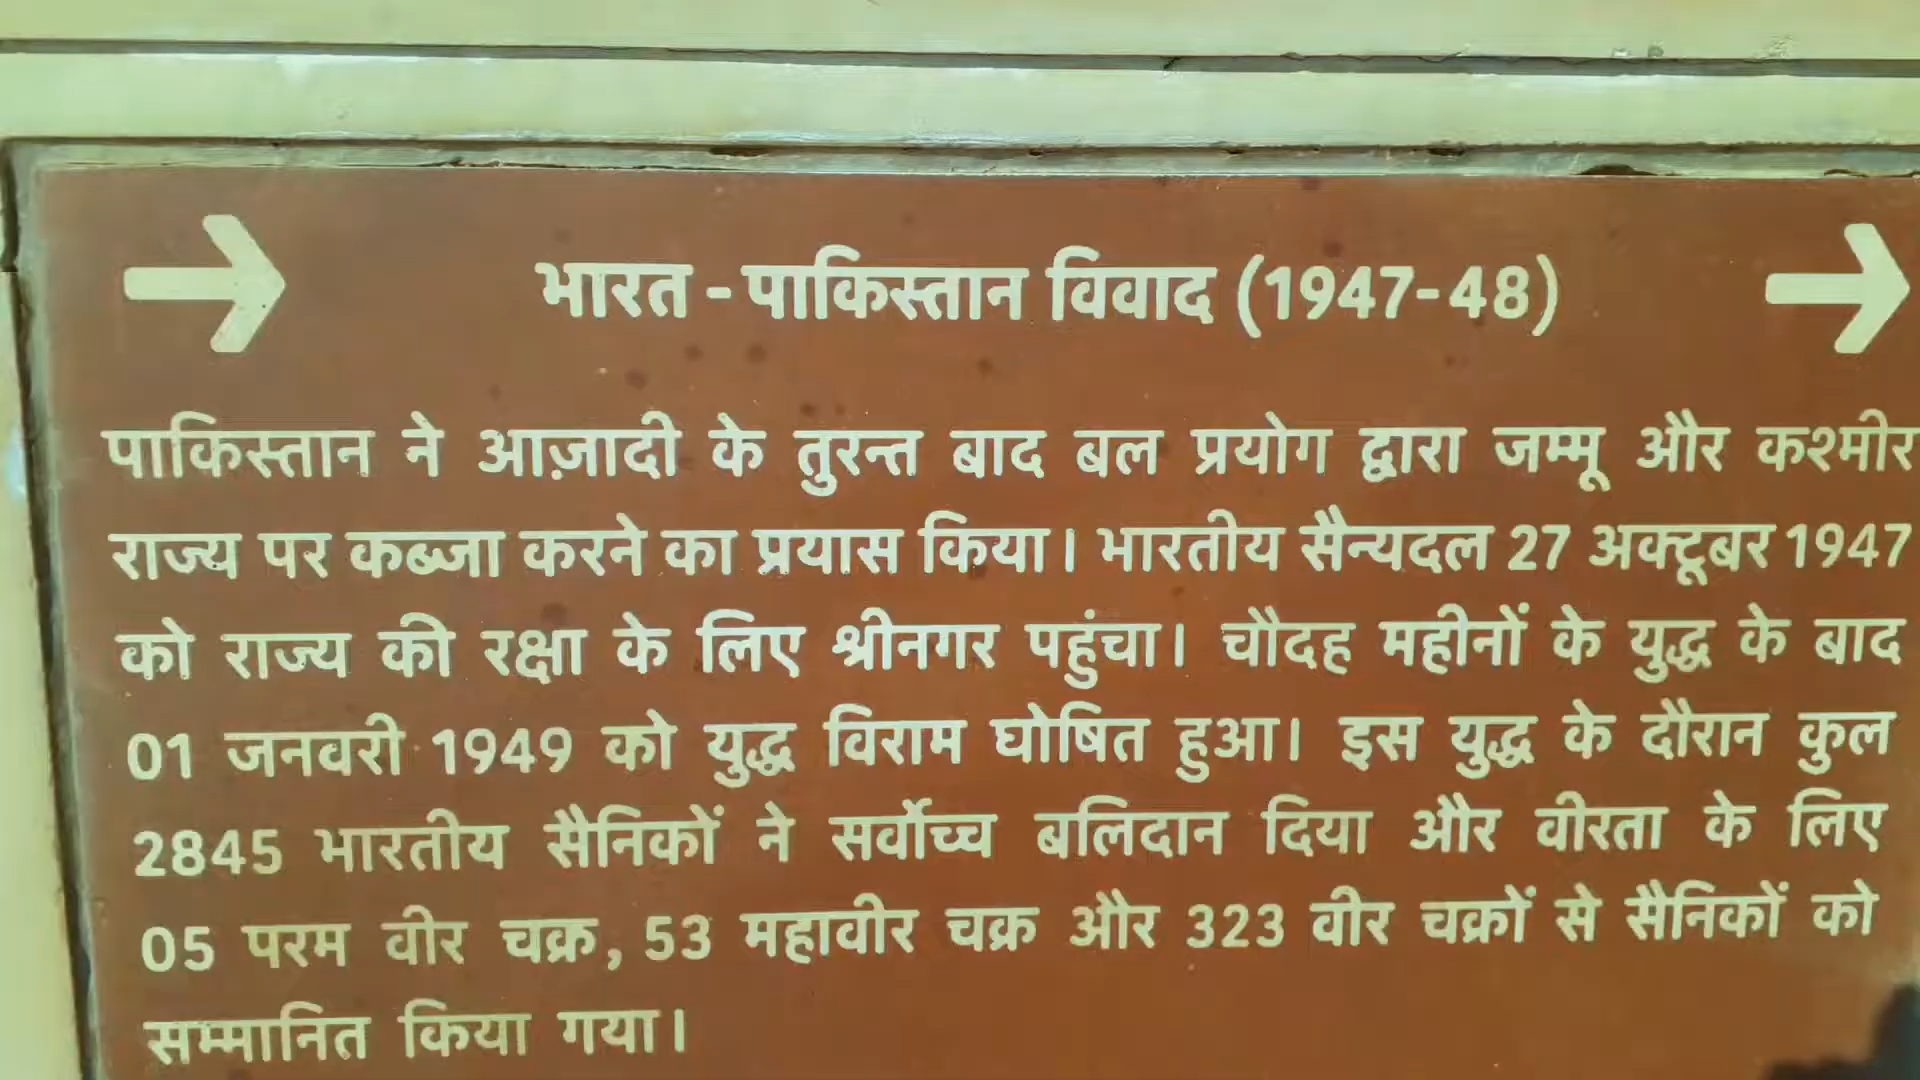 भारत - पाकिस्तान विवाद (1947-48)
पाकिस्तान ने आज़ादी के तुरन्त बाद बल प्रयोग द्वारा जम्मू और कश्मीर
राज्य पर कब्जा करने का प्रयास किया। भारतीय सैन्यदल 27 अक्टूबर 1947
को राज्य की रक्षा के लिए श्रीनगर पहुंचा। चौदह महीनों के युद्ध के बाद
01 जनवरी 1949 को युद्ध विराम घोषित हुआ। इस युद्ध के दौरान कुल
2845 भारतीय सैनिकों ने सर्वोच्च बलिदान दिया और वीरता के लिए
05 परम वीर चक्र, 53 महावीर चक्र और 323 वीर चक्रों से सैनिकों को
सम्मानित किया गया।